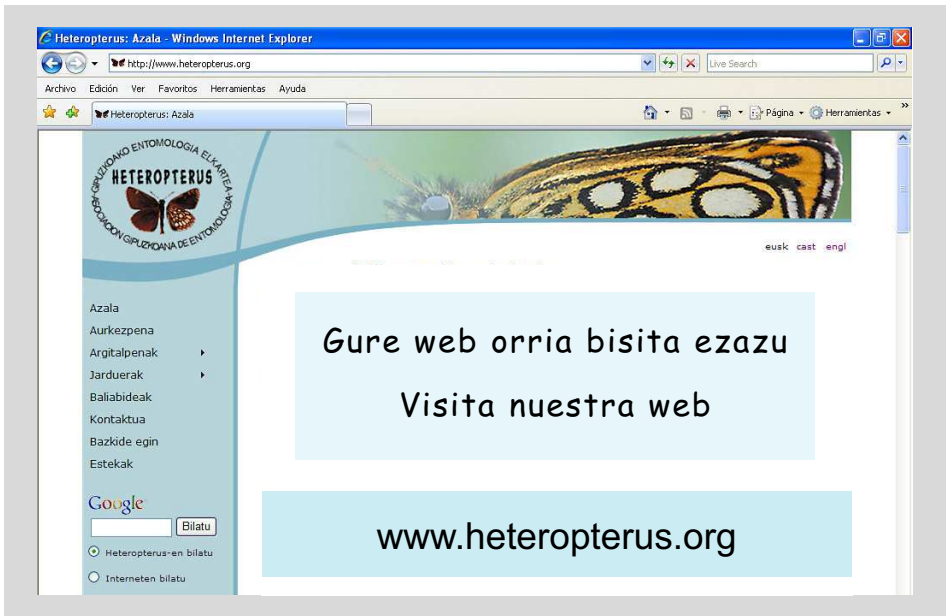 Heteropterus: Azala - Windows Internet Explorer
http://www.heteropterus.org
Live Search
Archivo Edición Ver Favoritos Herramientas Ayuda
Heteropterus: Azala
Página Herramientas »
GIPUZKOAKO ENTOMOLOGIA ELKARTEA-ASOCIACION GIPUZKOANA DE ENTOMOLOGIA
HETEROPTERUS
eusk cast engl
Azala
Aurkezpena
Argitalpenak
Jarduerak
Baliabideak
Kontaktua
Bazkide egin
Estekak
Gure web orria bisita ezazu
Visita nuestra web
Google
Bilatu
Heteropterus-en bilatu
Interneten bilatu
www.heteropterus.org